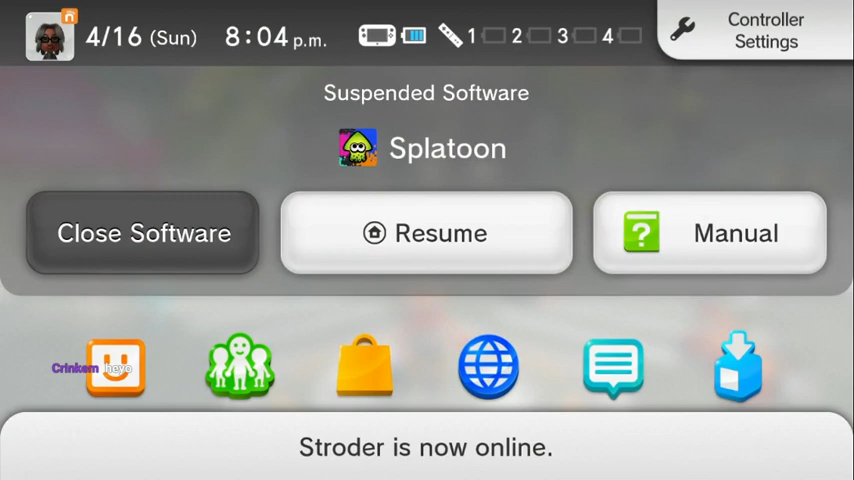 4/16 (Sun) 8:04 p.m. 1 2 3 4
Controller
Settings
Suspended Software
Splatoon
Close Software
Resume
? Manual
Crinkem heyo
Stroder is now online.